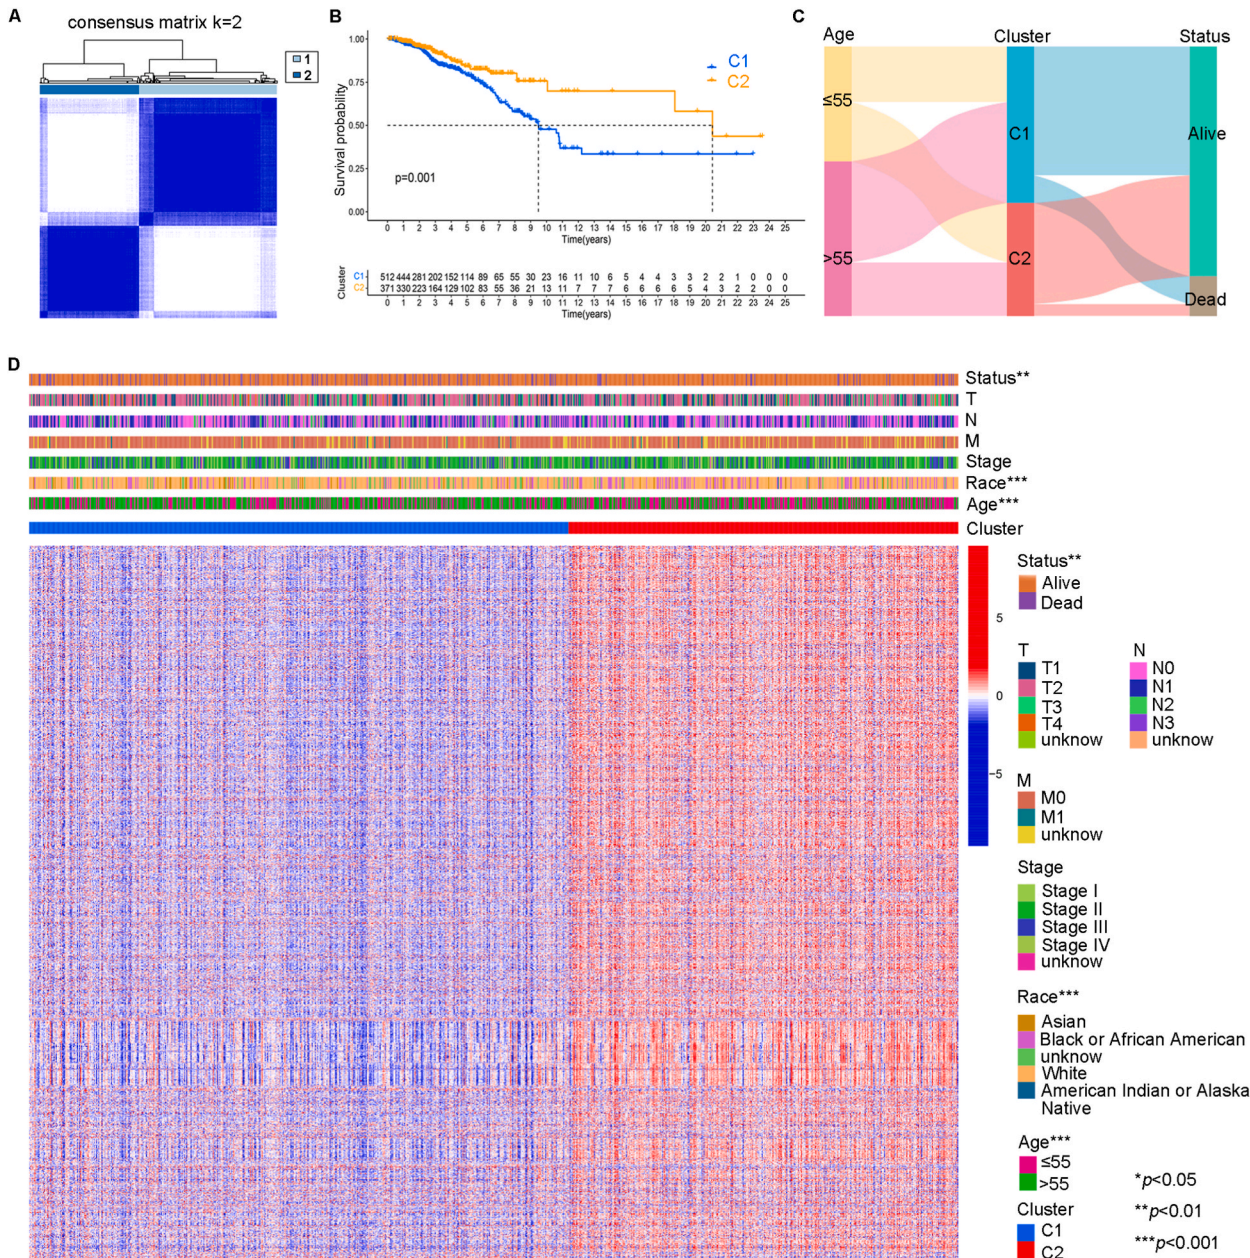 A
consensus matrix k=2
1
2
B
1.00
0.75
0.50
0.25
0.00
Survival probability
C1
C2
p=0.001
0 1 2 3 4 5 6 7 8 9 10 11 12 13 14 15 16 17 18 19 20 21 22 23 24 25
Time(years)
Cluster
C1 512 444 281 202 152 114 89 65 55 30 23 16 11 10 6 5 4 4 3 3 2 2 1 0 0 0
C2 371 330 223 164 129 102 83 55 36 21 13 11 7 7 7 6 6 6 6 5 4 3 2 2 0 0
0 1 2 3 4 5 6 7 8 9 10 11 12 13 14 15 16 17 18 19 20 21 22 23 24 25
Time(years)
C
Age
Cluster
Status
≤55
>55
C1
C2
Alive
Dead
D
Status**
T
N
M
Stage
Race***
Age***
Cluster
5
0
−5
Status**
Alive
Dead
T
T1
T2
T3
T4
unknow
N
N0
N1
N2
N3
unknow
M
M0
M1
unknow
Stage
Stage I
Stage II
Stage III
Stage IV
unknow
Race***
Asian
Black or African American
unknow
White
American Indian or Alaska
Native
Age***
≤55
>55
Cluster
C1
C2
*p<0.05
**p<0.01
***p<0.001